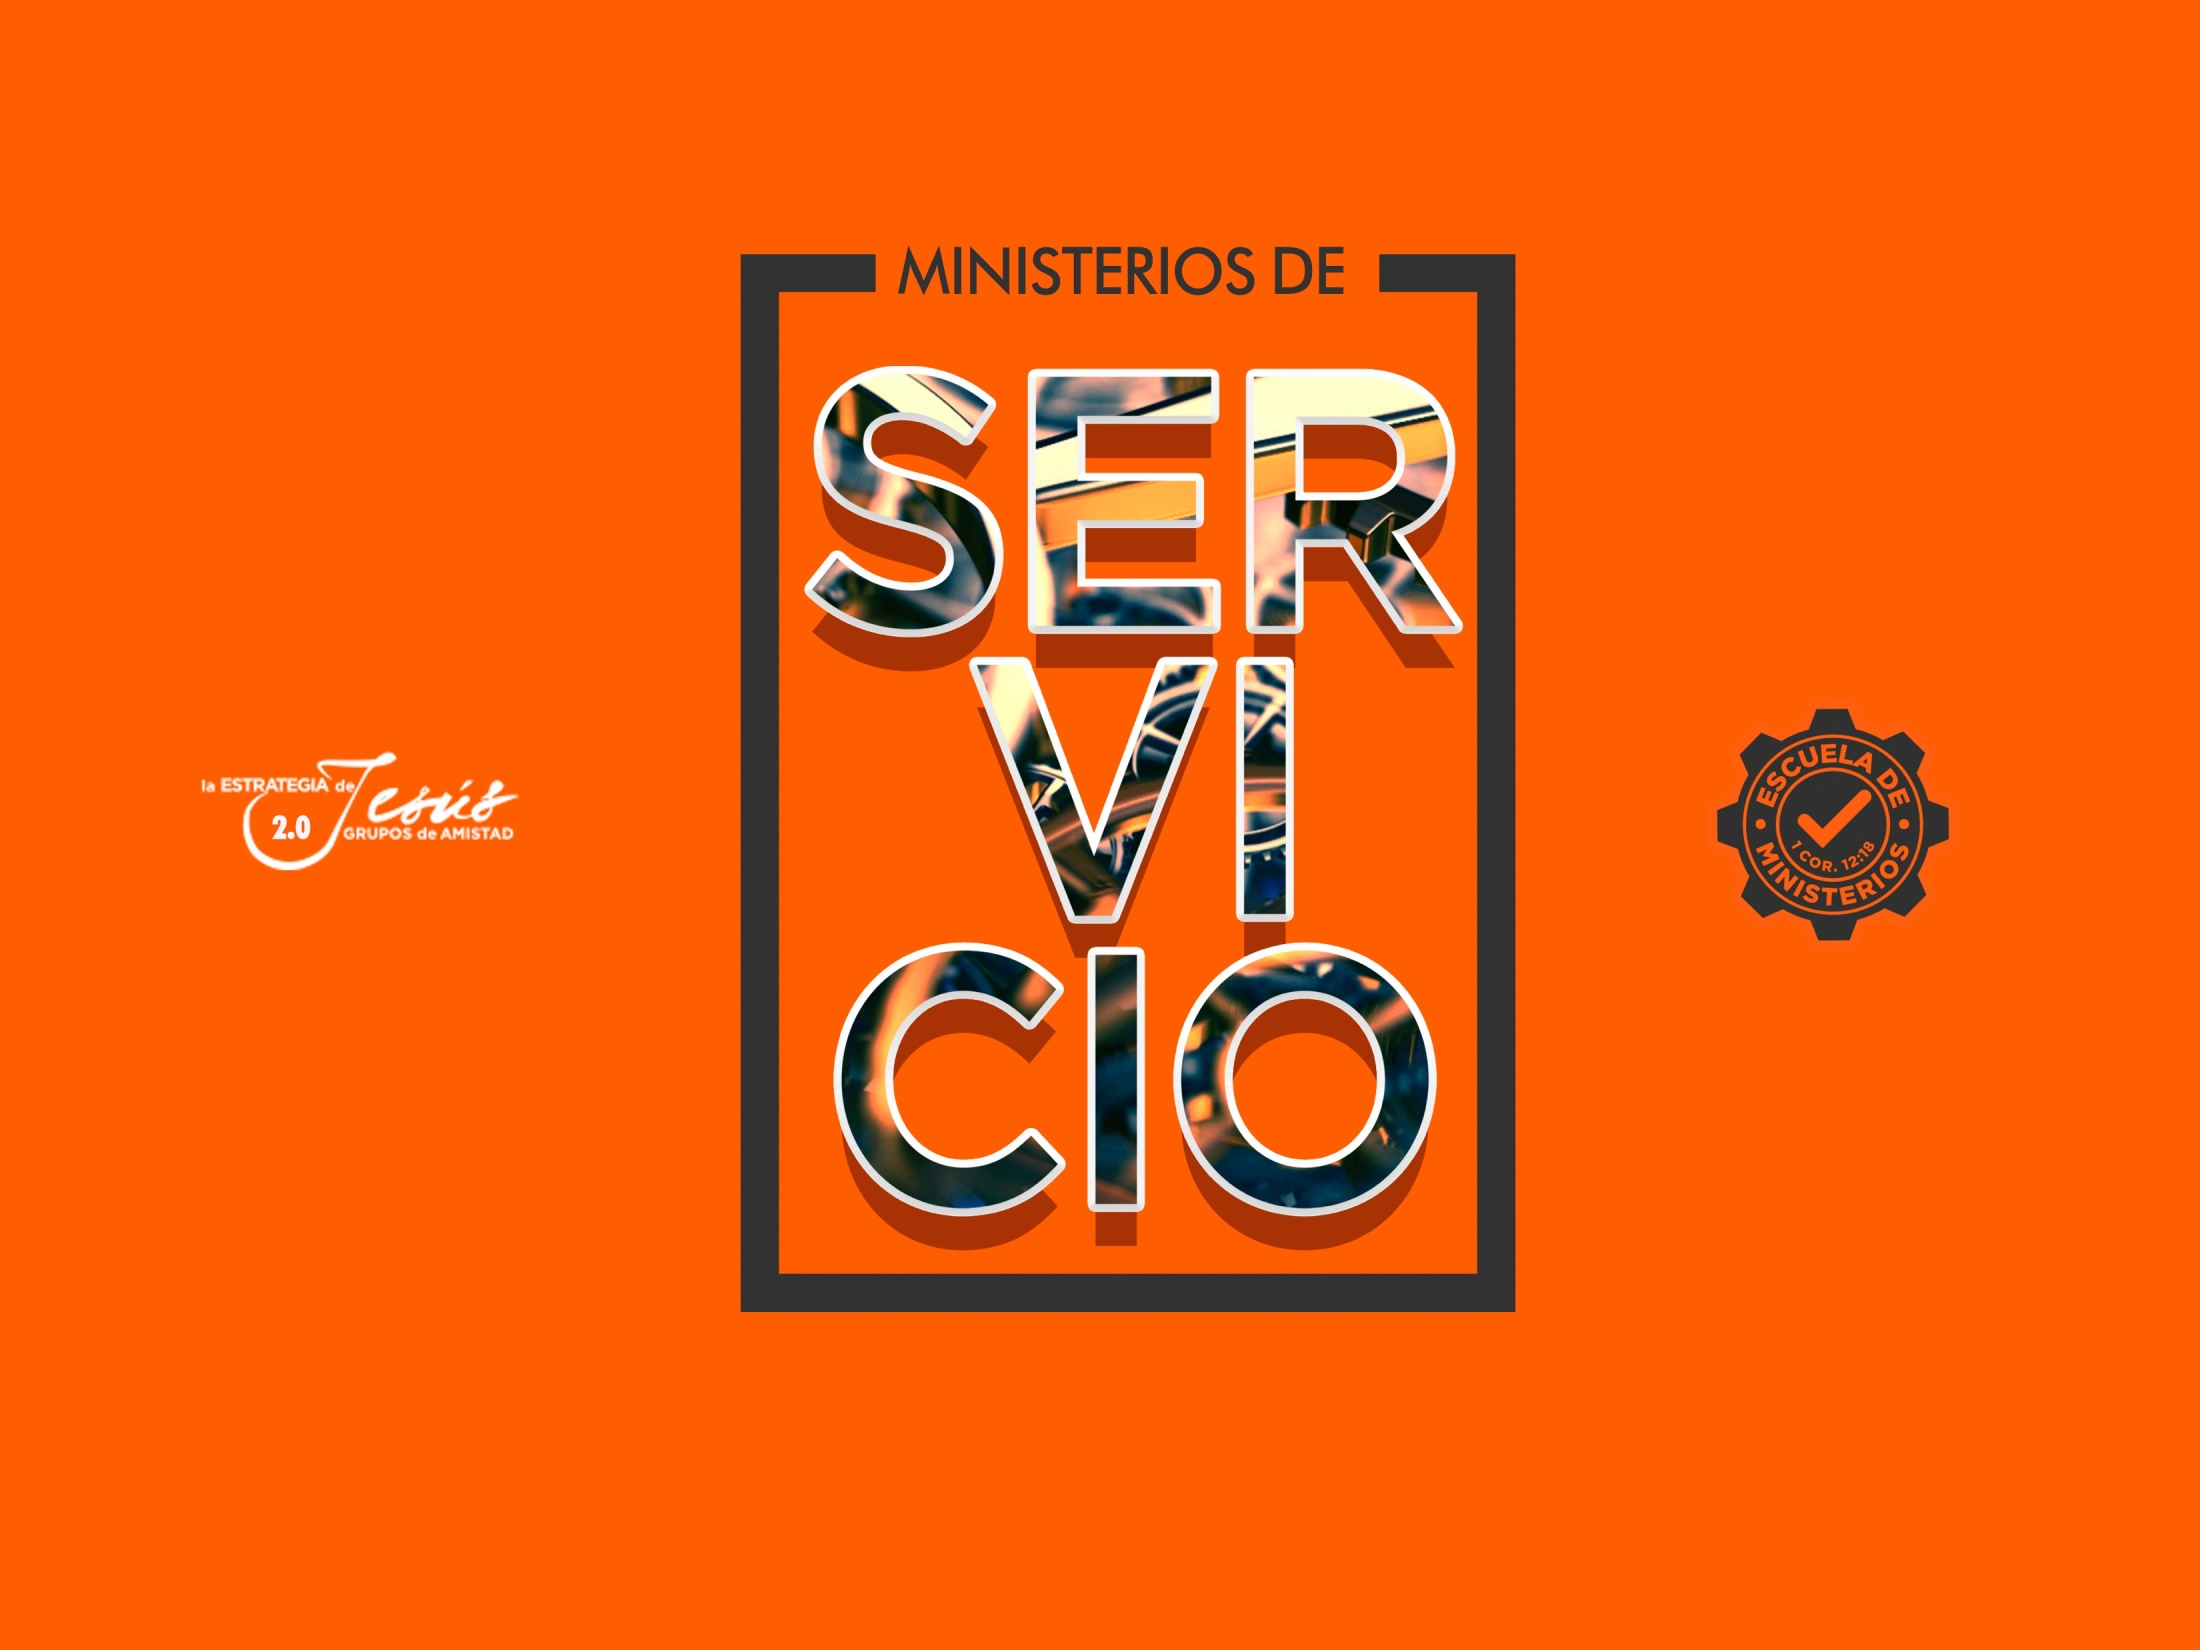 MINISTERIOS DE
SER
VI
CIO
la ESTRATEGIA de Jesús
2.0 GRUPOS de AMISTAD
ESCUELA DE
1 COR. 12:18
MINISTERIOS